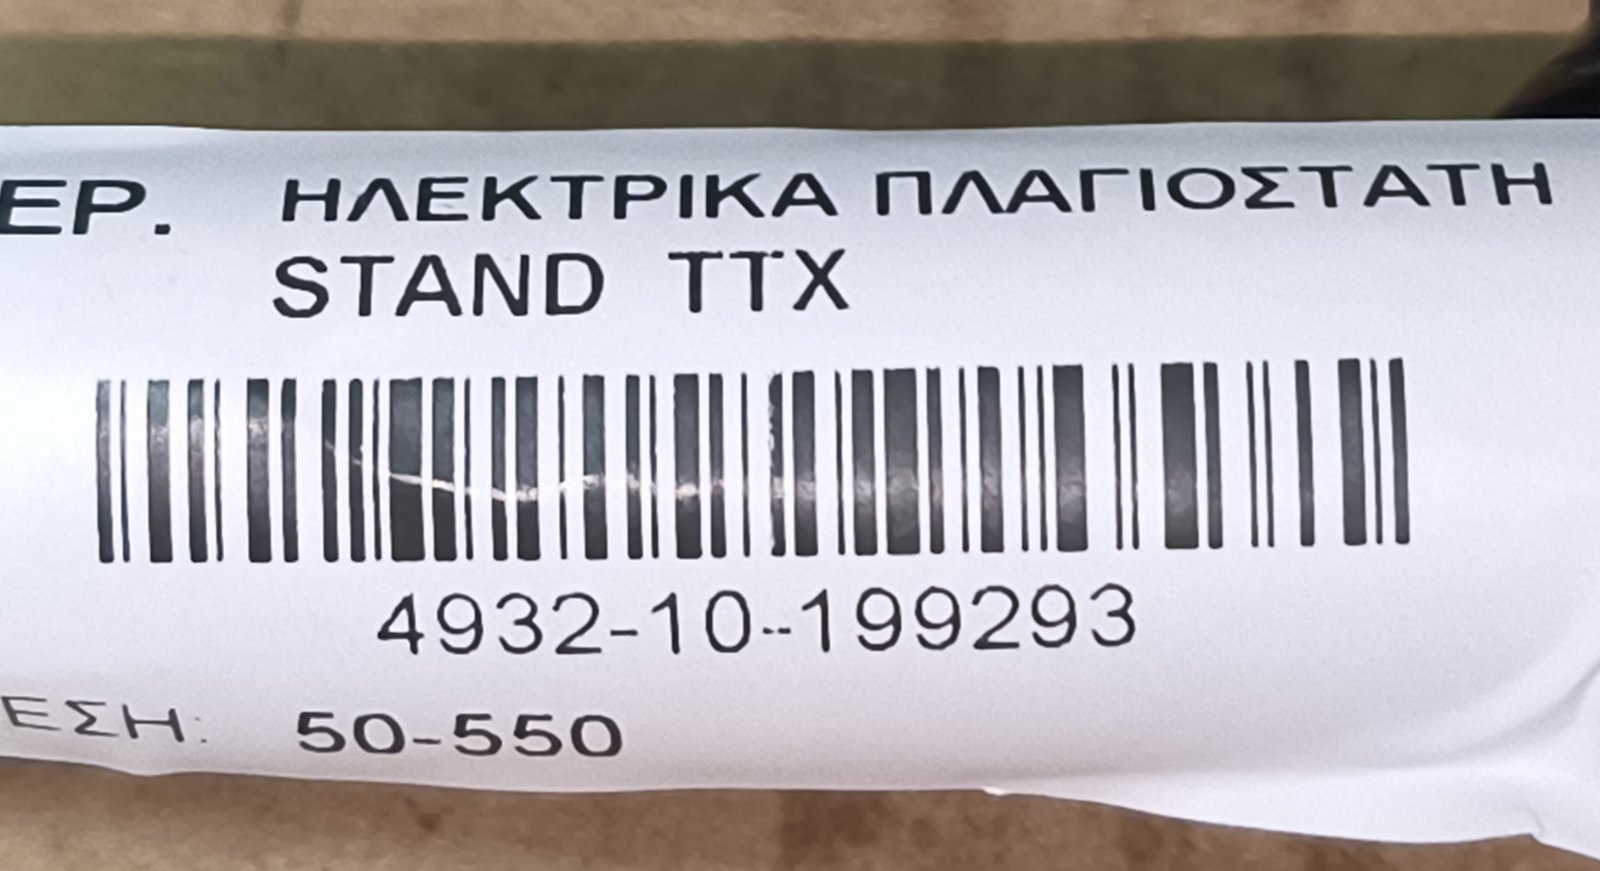 ΕΡ. ΗΛΕΚΤΡΙΚΑ ΠΛΑΓΙΟΣΤΑΤΗ
STAND TTX
4932-10-199293
ΕΣΗ: 50-550